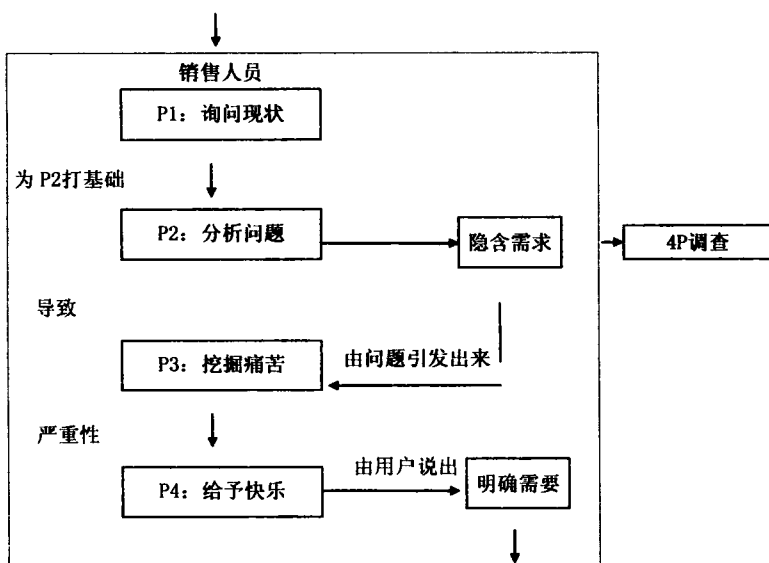 销售人员
P1：询问现状
为 P2打基础
P2：分析问题
隐含需求
4P调查
导致
P3：挖掘痛苦
由问题引发出来
严重性
P4：给予快乐
由用户说出
明确需要